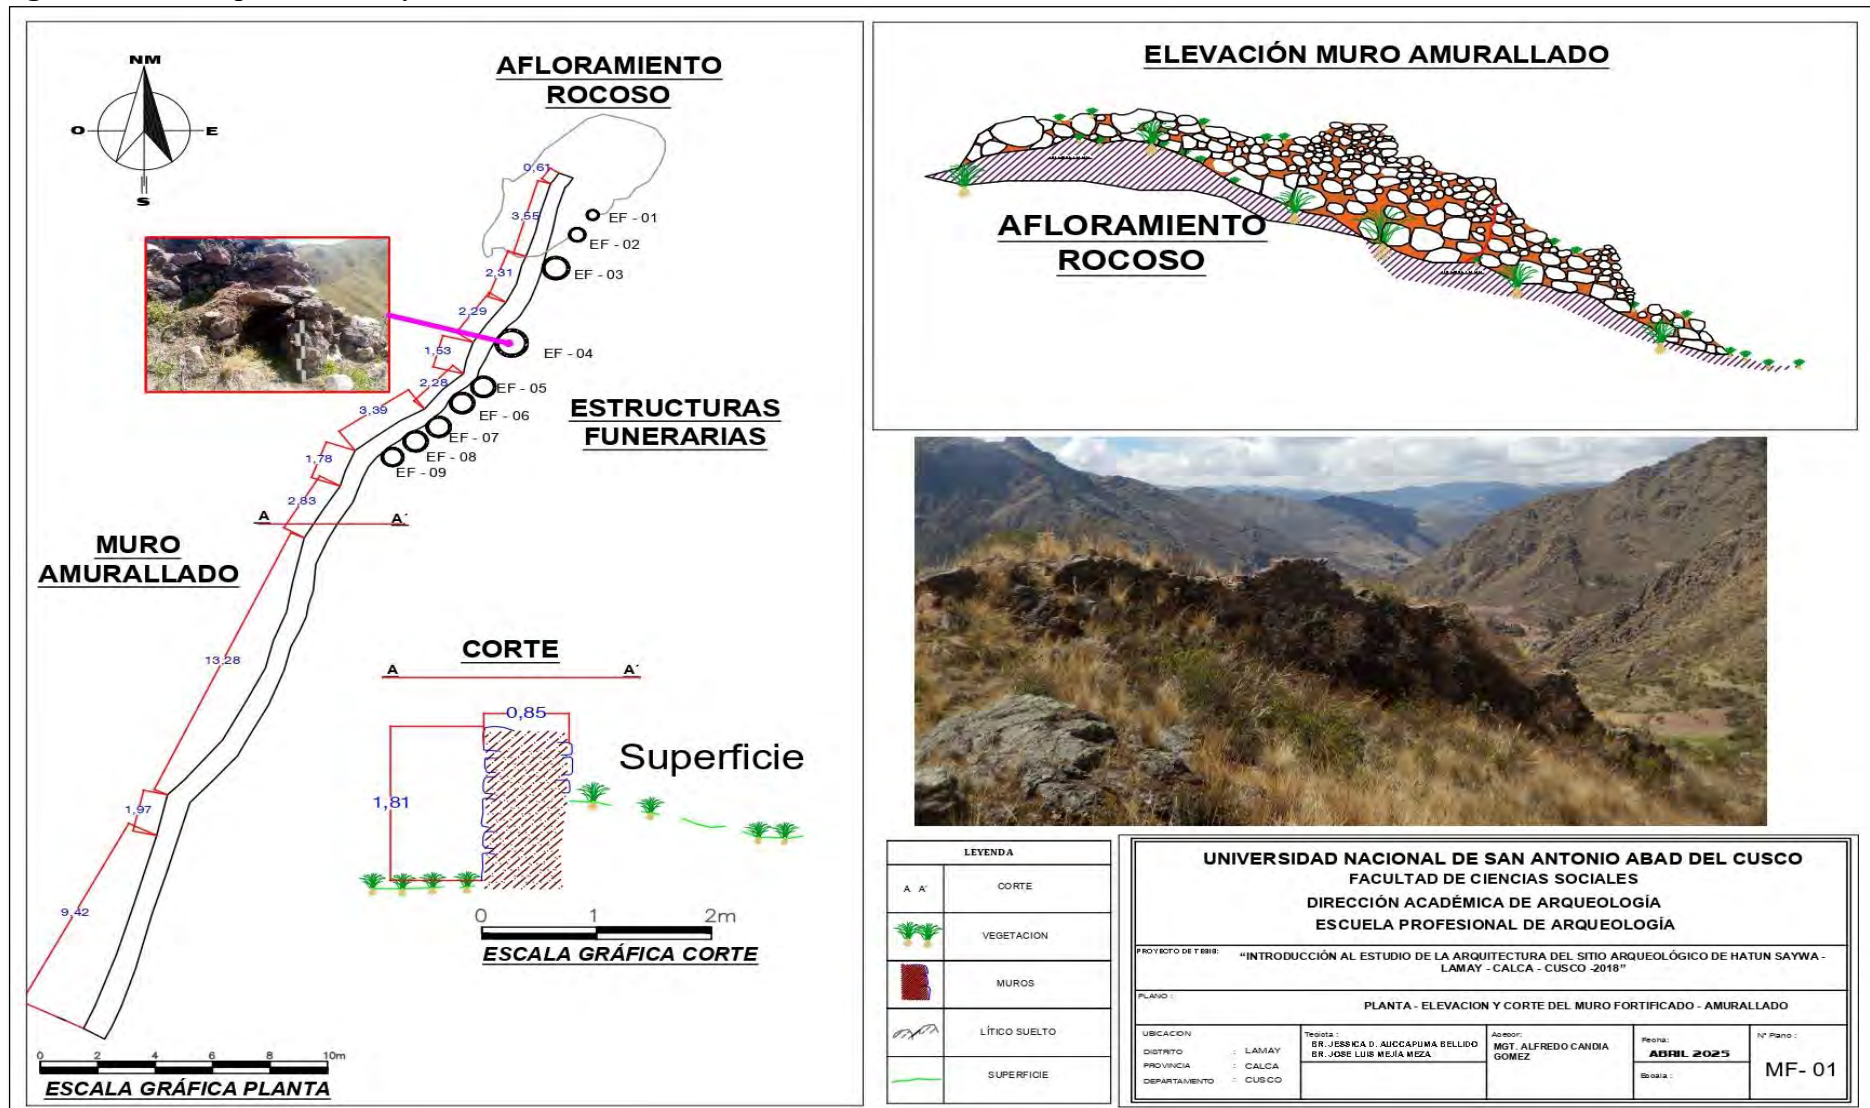 NM
O
E
S
AFLORAMIENTO
ROCOSO
0,61
3,55
2,31
2,29
1,53
2,28
3,39
1,78
2,83
13,28
1,97
9,42
EF - 01
EF - 02
EF - 03
EF - 04
EF - 05
EF - 06
EF - 07
EF - 08
EF - 09
ESTRUCTURAS
FUNERARIAS
A
A´
MURO
AMURALLADO
CORTE
A
A´
0,85
1,81
Superficie
0 1 2m
ESCALA GRÁFICA CORTE
0 2 4 6 8 10m
ESCALA GRÁFICA PLANTA
ELEVACIÓN MURO AMURALLADO
AFLORAMIENTO
ROCOSO
LEYENDA
A A' CORTE
VEGETACION
MUROS
LÍTICO SUELTO
SUPERFICIE
UNIVERSIDAD NACIONAL DE SAN ANTONIO ABAD DEL CUSCO
FACULTAD DE CIENCIAS SOCIALES
DIRECCIÓN ACADÉMICA DE ARQUEOLOGÍA
ESCUELA PROFESIONAL DE ARQUEOLOGÍA
PROYECTO DE TESIS: “INTRODUCCIÓN AL ESTUDIO DE LA ARQUITECTURA DEL SITIO ARQUEOLÓGICO DE HATUN SAYWA -
LAMAY - CALCA - CUSCO -2018”
PLANO :
PLANTA - ELEVACION Y CORTE DEL MURO FORTIFICADO - AMURALLADO
UBICACION
DISTRITO : LAMAY
PROVINCIA : CALCA
DEPARTAMENTO : CUSCO
Tesista :
BR. JESSICA D. AUCCAPUMA BELLIDO
BR. JOSE LUIS MEJÍA MEZA
Asesor:
MGT. ALFREDO CANDIA
GOMEZ
Fecha:
ABRIL 2025
Escala :
N° Plano :
MF- 01